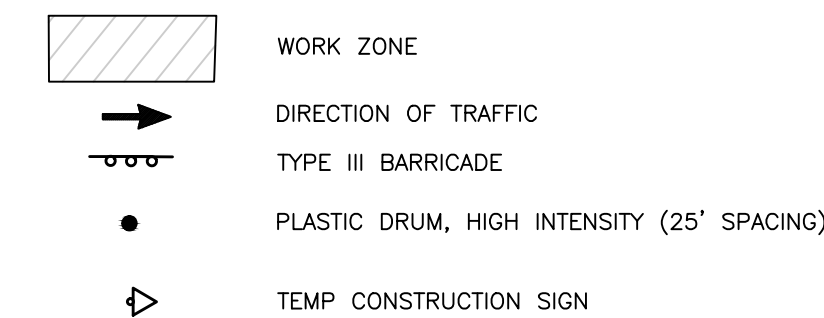 WORK ZONE
DIRECTION OF TRAFFIC
TYPE III BARRICADE
PLASTIC DRUM, HIGH INTENSITY (25' SPACING)
TEMP CONSTRUCTION SIGN